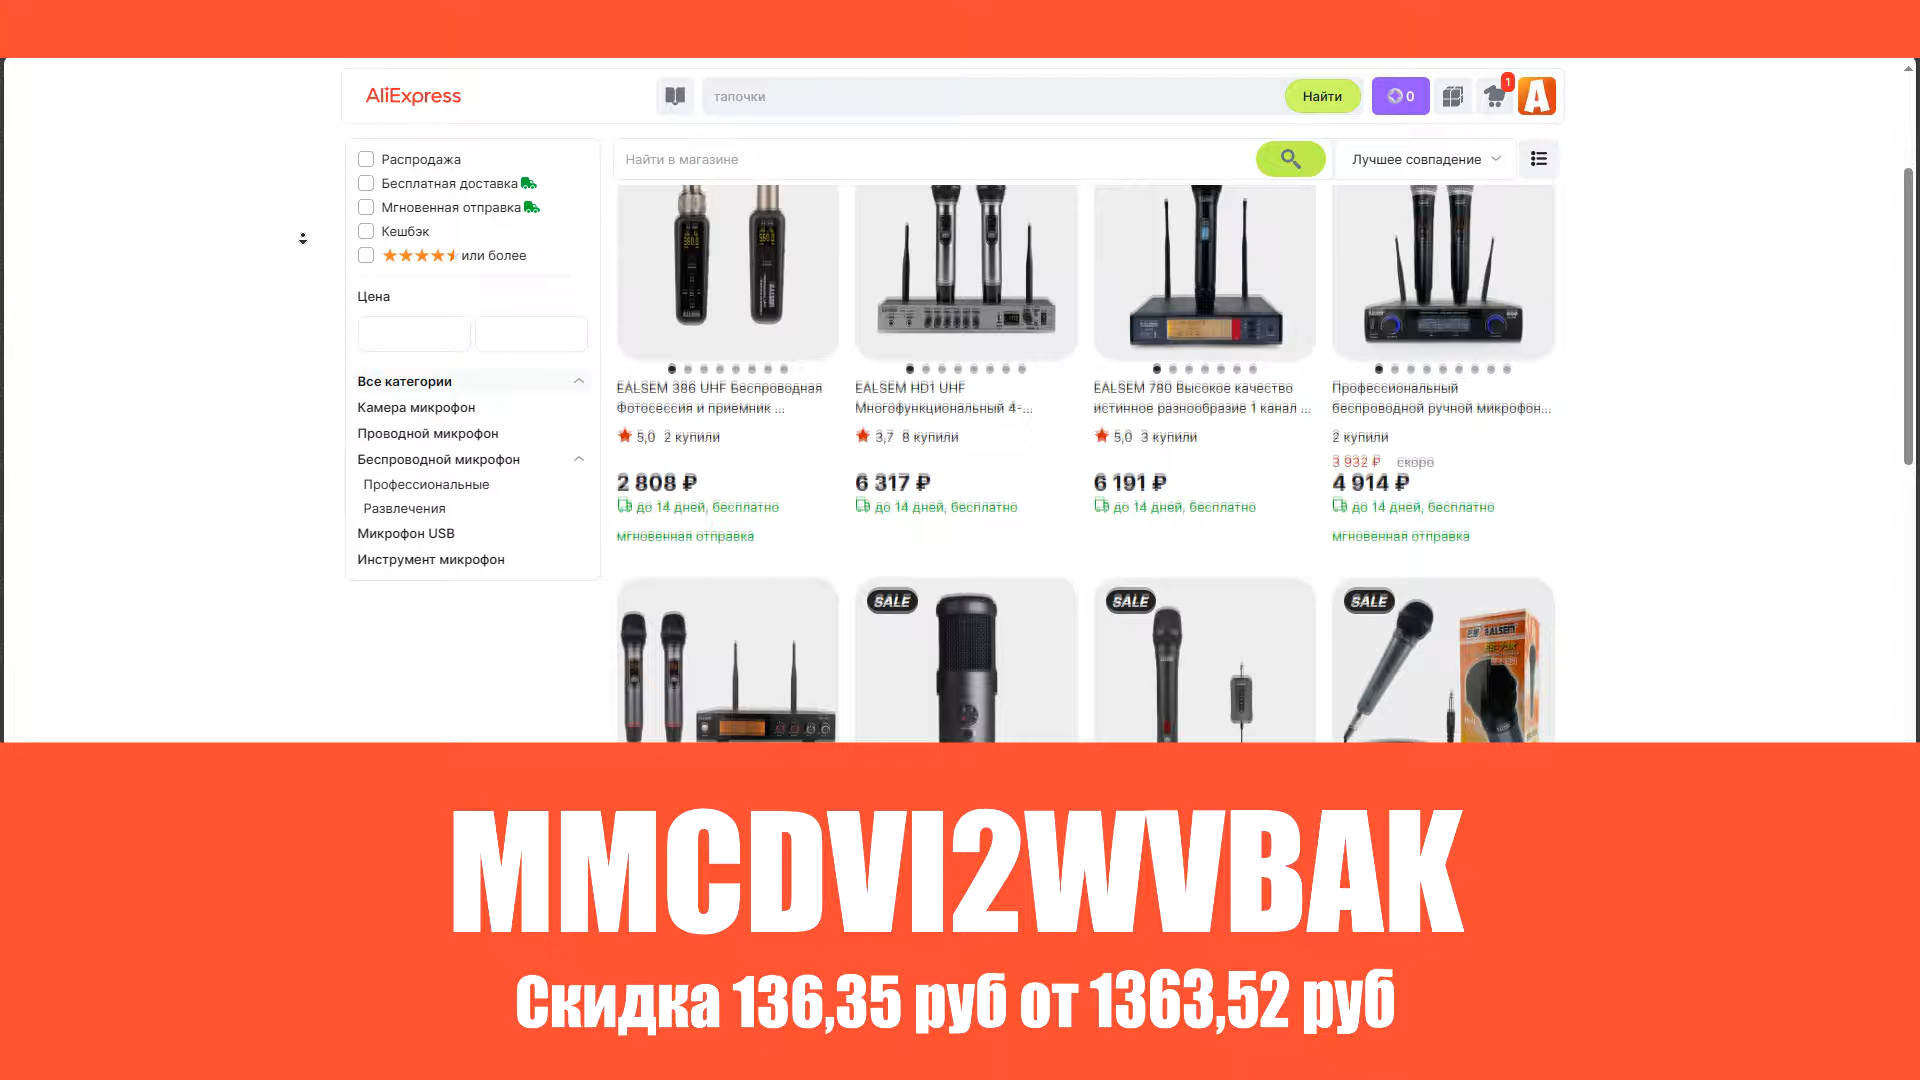 AliExpress
тапочки
Найти
0
1
Найти в магазине
Лучшее совпадение
Распродажа
Бесплатная доставка
Мгновенная отправка
Кешбэк
или более
Цена
Все категории
Камера микрофон
Проводной микрофон
Беспроводной микрофон
Профессиональные
Развлечения
Микрофон USB
Инструмент микрофон
EALSEM 386 UHF Беспроводная
Фотосессия и приемник ...
5,0 2 купили
2 808 ₽
до 14 дней, бесплатно
мгновенная отправка
EALSEM HD1 UHF
Многофункциональный 4-...
3,7 8 купили
6 317 ₽
до 14 дней, бесплатно
EALSEM 780 Высокое качество
истинное разнообразие 1 канал ...
5,0 3 купили
6 191 ₽
до 14 дней, бесплатно
Профессиональный
беспроводной ручной микрофон...
2 купили
3 932 ₽ скоро
4 914 ₽
до 14 дней, бесплатно
мгновенная отправка
SALE
SALE
SALE
EALSEM
MMCDVI2WVBAK
Скидка 136,35 руб от 1363,52 руб